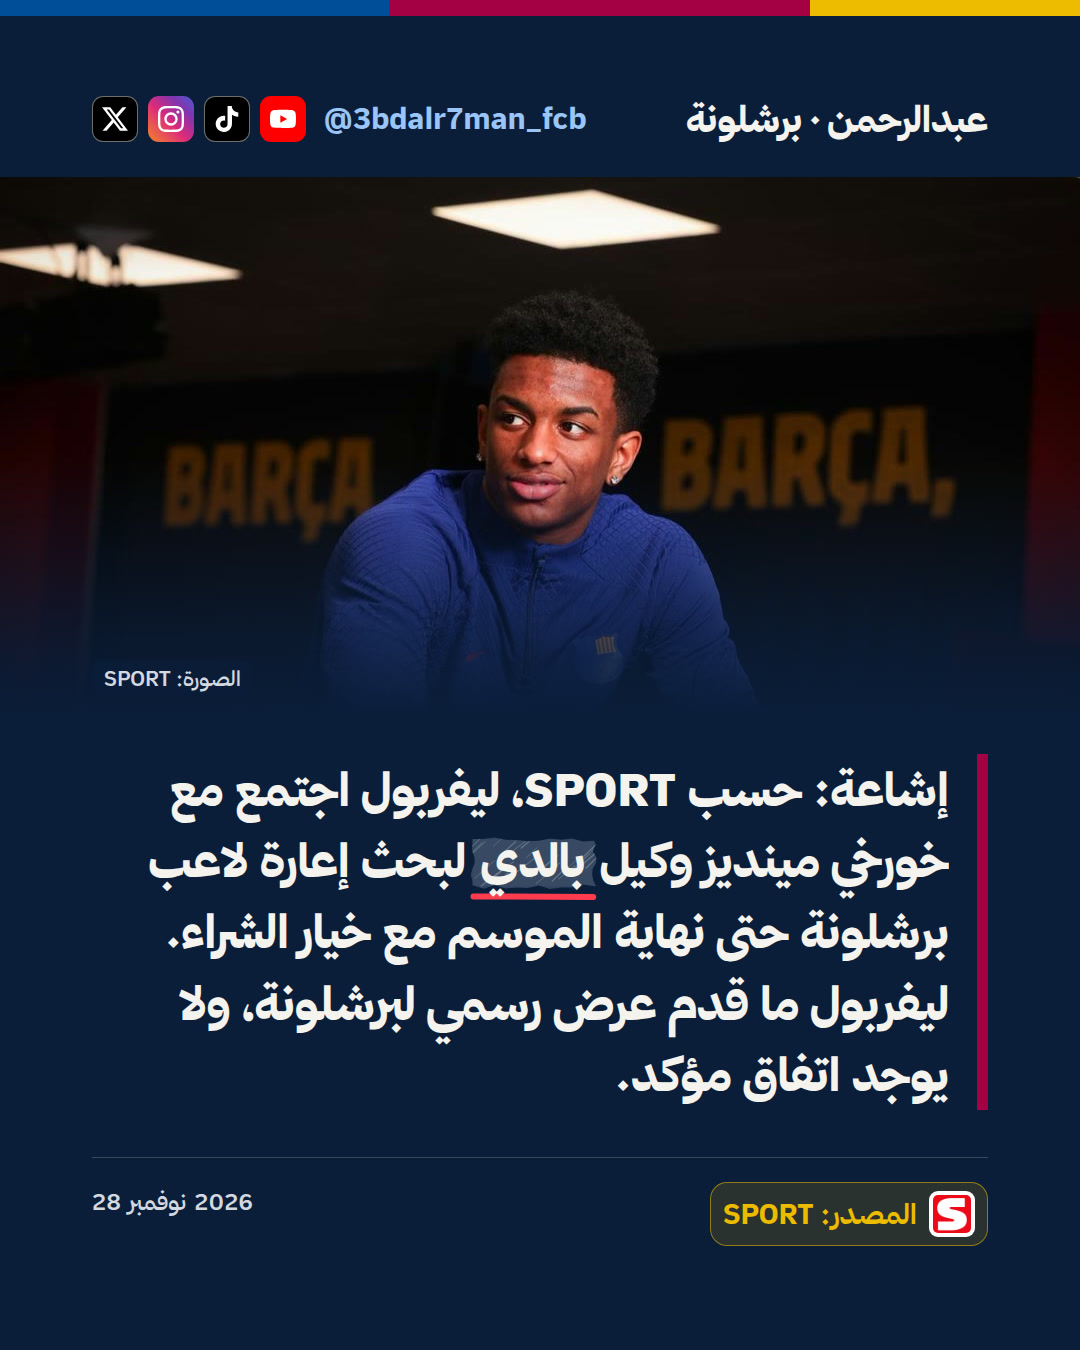 عبدالرحمن · برشلونة
@3bdalr7man_fcb
BARÇA
BARÇA,
الصورة: SPORT
إشاعة: حسب SPORT، ليفربول اجتمع مع
خورخي مينديز وكيل بالدي لبحث إعارة لاعب
برشلونة حتى نهاية الموسم مع خيار الشراء.
ليفربول ما قدم عرض رسمي لبرشلونة، ولا
يوجد اتفاق مؤكد.
المصدر: SPORT
28 نوفمبر 2026